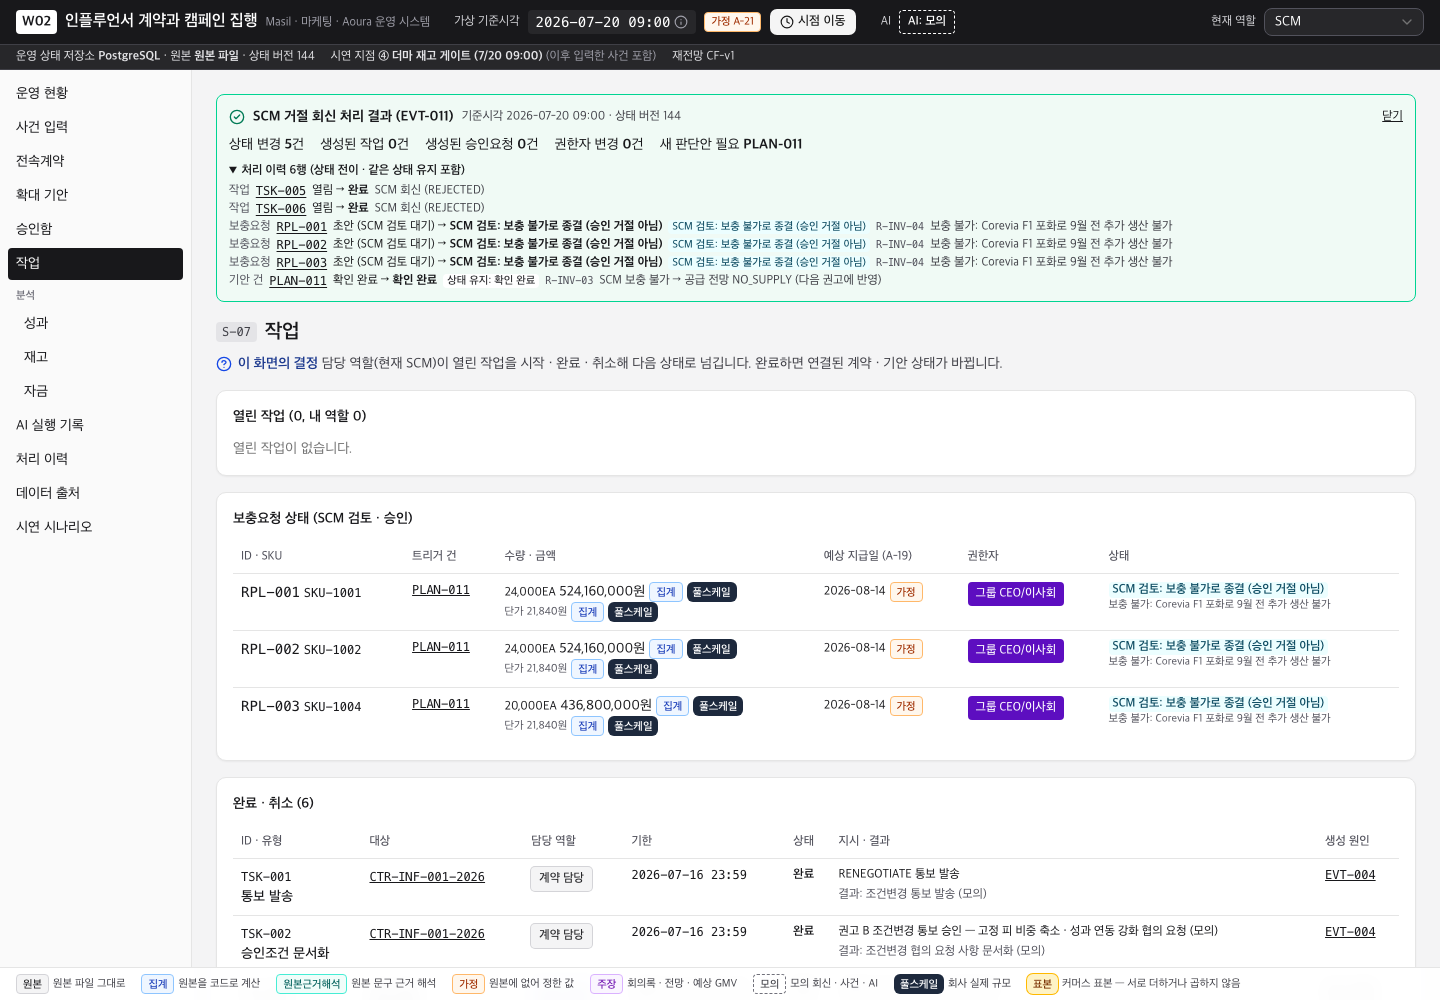 W02 인플루언서 계약과 캠페인 집행 Masil · 마케팅 · Aoura 운영 시스템 가상 기준시각 2026-07-20 09:00 가정 A-21 시점 이동 AI AI: 모의 현재 역할 SCM
운영 상태 저장소 PostgreSQL · 원본 원본 파일 · 상태 버전 144 시연 지점 ④ 더마 재고 게이트 (7/20 09:00) (이후 입력한 사건 포함) 재전망 CF-v1
운영 현황
사건 입력
전속계약
확대 기안
승인함
작업
분석
성과
재고
자금
AI 실행 기록
처리 이력
데이터 출처
시연 시나리오
SCM 거절 회신 처리 결과 (EVT-011) 기준시각 2026-07-20 09:00 · 상태 버전 144 닫기
상태 변경 5건 생성된 작업 0건 생성된 승인요청 0건 권한자 변경 0건 새 판단안 필요 PLAN-011
▼ 처리 이력 6행 (상태 전이 · 같은 상태 유지 포함)
작업 TSK-005 열림 → 완료 SCM 회신 (REJECTED)
작업 TSK-006 열림 → 완료 SCM 회신 (REJECTED)
보충요청 RPL-001 초안 (SCM 검토 대기) → SCM 검토: 보충 불가로 종결 (승인 거절 아님) SCM 검토: 보충 불가로 종결 (승인 거절 아님) R-INV-04 보충 불가: Corevia F1 포화로 9월 전 추가 생산 불가
보충요청 RPL-002 초안 (SCM 검토 대기) → SCM 검토: 보충 불가로 종결 (승인 거절 아님) SCM 검토: 보충 불가로 종결 (승인 거절 아님) R-INV-04 보충 불가: Corevia F1 포화로 9월 전 추가 생산 불가
보충요청 RPL-003 초안 (SCM 검토 대기) → SCM 검토: 보충 불가로 종결 (승인 거절 아님) SCM 검토: 보충 불가로 종결 (승인 거절 아님) R-INV-04 보충 불가: Corevia F1 포화로 9월 전 추가 생산 불가
기안 건 PLAN-011 확인 완료 → 확인 완료 상태 유지: 확인 완료 R-INV-03 SCM 보충 불가 → 공급 전망 NO_SUPPLY (다음 권고에 반영)
S-07 작업
이 화면의 결정 담당 역할(현재 SCM)이 열린 작업을 시작 · 완료 · 취소해 다음 상태로 넘깁니다. 완료하면 연결된 계약 · 기안 상태가 바뀝니다.
열린 작업 (0, 내 역할 0)
열린 작업이 없습니다.
보충요청 상태 (SCM 검토 · 승인)
ID · SKU 트리거 건 수량 · 금액 예상 지급일 (A-19) 권한자 상태
RPL-001 SKU-1001 PLAN-011 24,000EA 524,160,000원 집계 풀스케일 2026-08-14 가정 그룹 CEO/이사회 SCM 검토: 보충 불가로 종결 (승인 거절 아님)
단가 21,840원 집계 풀스케일 보충 불가: Corevia F1 포화로 9월 전 추가 생산 불가
RPL-002 SKU-1002 PLAN-011 24,000EA 524,160,000원 집계 풀스케일 2026-08-14 가정 그룹 CEO/이사회 SCM 검토: 보충 불가로 종결 (승인 거절 아님)
단가 21,840원 집계 풀스케일 보충 불가: Corevia F1 포화로 9월 전 추가 생산 불가
RPL-003 SKU-1004 PLAN-011 20,000EA 436,800,000원 집계 풀스케일 2026-08-14 가정 그룹 CEO/이사회 SCM 검토: 보충 불가로 종결 (승인 거절 아님)
단가 21,840원 집계 풀스케일 보충 불가: Corevia F1 포화로 9월 전 추가 생산 불가
완료 · 취소 (6)
ID · 유형 대상 담당 역할 기한 상태 지시 · 결과 생성 원인
TSK-001 CTR-INF-001-2026 계약 담당 2026-07-16 23:59 완료 RENEGOTIATE 통보 발송 EVT-004
통보 발송 결과: 조건변경 통보 발송 (모의)
TSK-002 CTR-INF-001-2026 계약 담당 2026-07-16 23:59 완료 권고 B 조건변경 통보 승인 — 고정 피 비중 축소 · 성과 연동 강화 협의 요청 (모의) EVT-004
승인조건 문서화 결과: 조건변경 협의 요청 사항 문서화 (모의)
원본 원본 파일 그대로 집계 원본을 코드로 계산 원본근거해석 원본 문구 근거 해석 가정 원본에 없어 정한 값 주장 회의록 · 전망 · 예상 GMV 모의 모의 회신 · 사건 · AI 풀스케일 회사 실제 규모 표본 커머스 표본 — 서로 더하거나 곱하지 않음